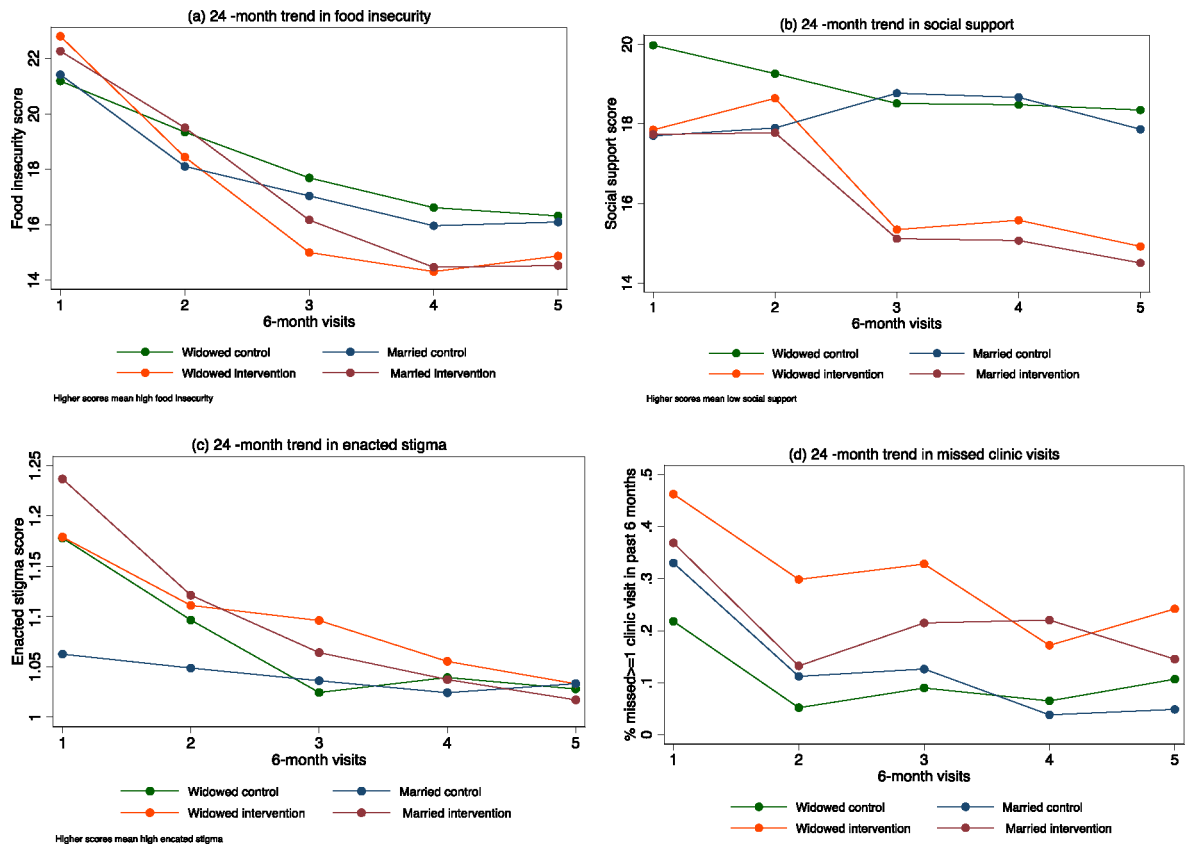 (a) 24 -month trend in food insecurity
Food insecurity score
22
20
18
16
14
1 2 3 4 5
6-month visits
Widowed control Married control
Widowed intervention Married intervention
Higher scores mean high food insecurity
(b) 24 -month trend in social support
Social support score
20
18
16
14
1 2 3 4 5
6-month visits
Widowed control Married control
Widowed intervention Married intervention
Higher scores mean low social support
(c) 24 -month trend in enacted stigma
Enacted stigma score
1.25
1.2
1.15
1.1
1.05
1
1 2 3 4 5
6-month visits
Widowed control Married control
Widowed intervention Married intervention
Higher scores mean high encated stigma
(d) 24 -month trend in missed clinic visits
% missed>=1 clinic visit in past 6 months
.5
.4
.3
.2
.1
0
1 2 3 4 5
6-month visits
Widowed control Married control
Widowed intervention Married intervention